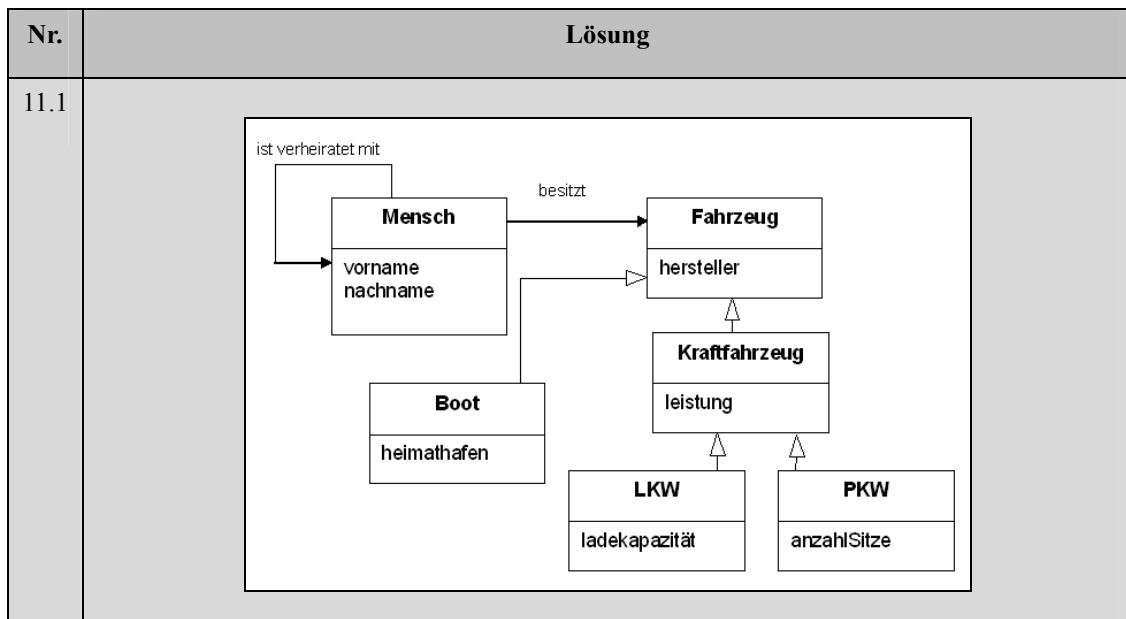 Nr.
Lösung
11.1
ist verheiratet mit
besitzt
Mensch
vorname
nachname
Fahrzeug
hersteller
Kraftfahrzeug
leistung
Boot
heimathafen
LKW
ladekapazität
PKW
anzahlSitze